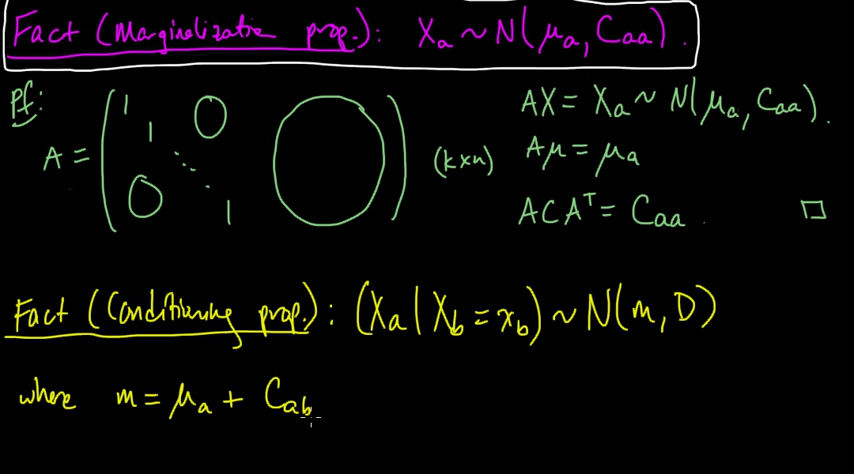 Fact (Marginalization prop.): Xa ~ N(μa, Caa).
Pf:
A = ( 1 1 ⋱ 1 0 0 0 ) (k×n)
AX = Xa ~ N(μa, Caa).
Aμ = μa
ACAᵀ = Caa. □
Fact (Conditioning prop.): (Xa | Xb = xb) ~ N(m, D)
where m = μa + Cab